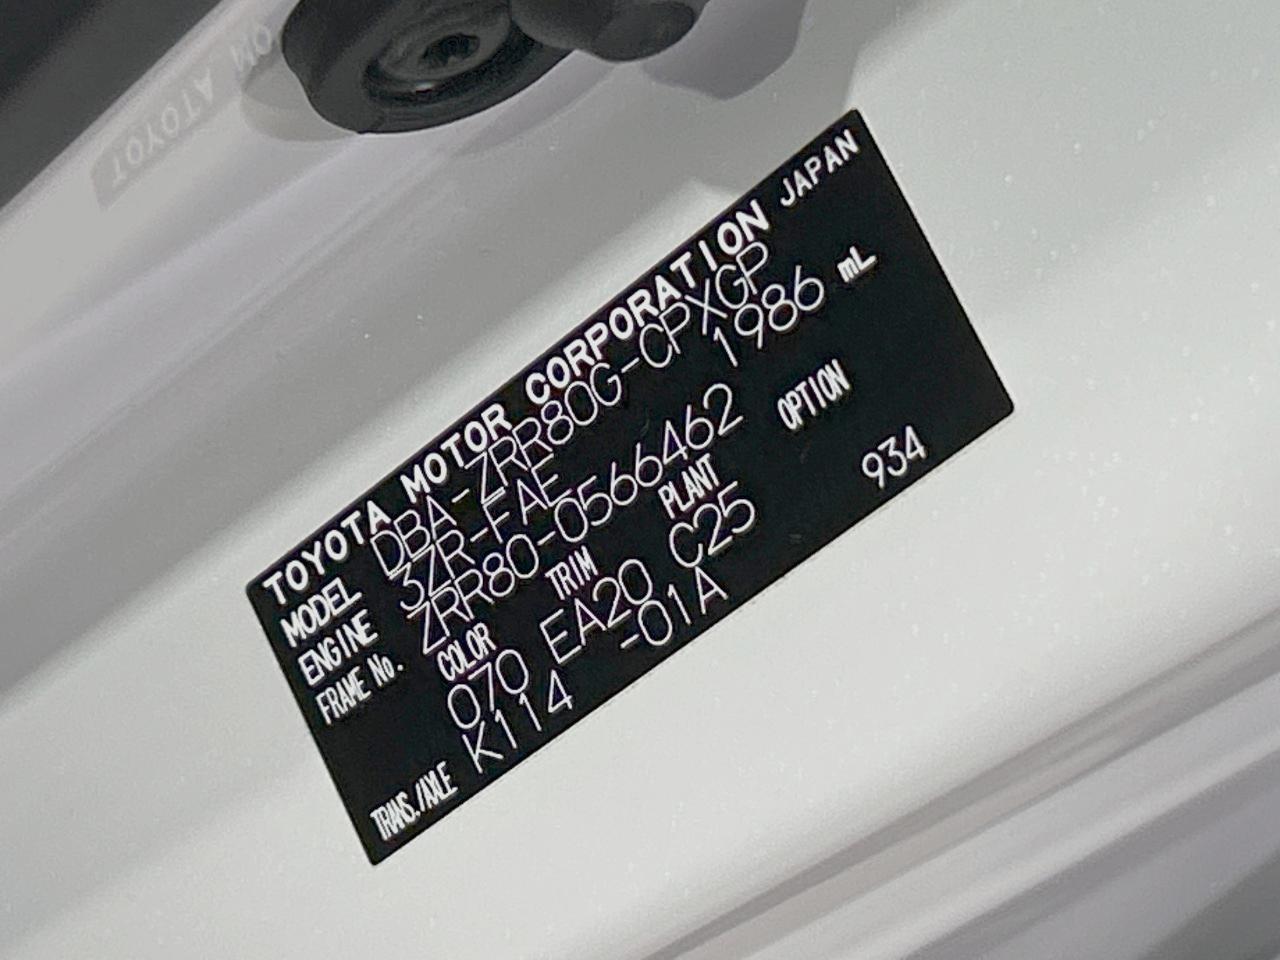 TOYOTA MOTOR CORPORATION JAPAN
MODEL DBA-ZRR80G-CPXGP
ENGINE 3ZR-FAE 1986 mL
FRAME No. ZRR80-0566462
COLOR TRIM PLANT OPTION
070 EA20 C25 934
TRANS./AXLE K114 -01A
TOYOTA MO